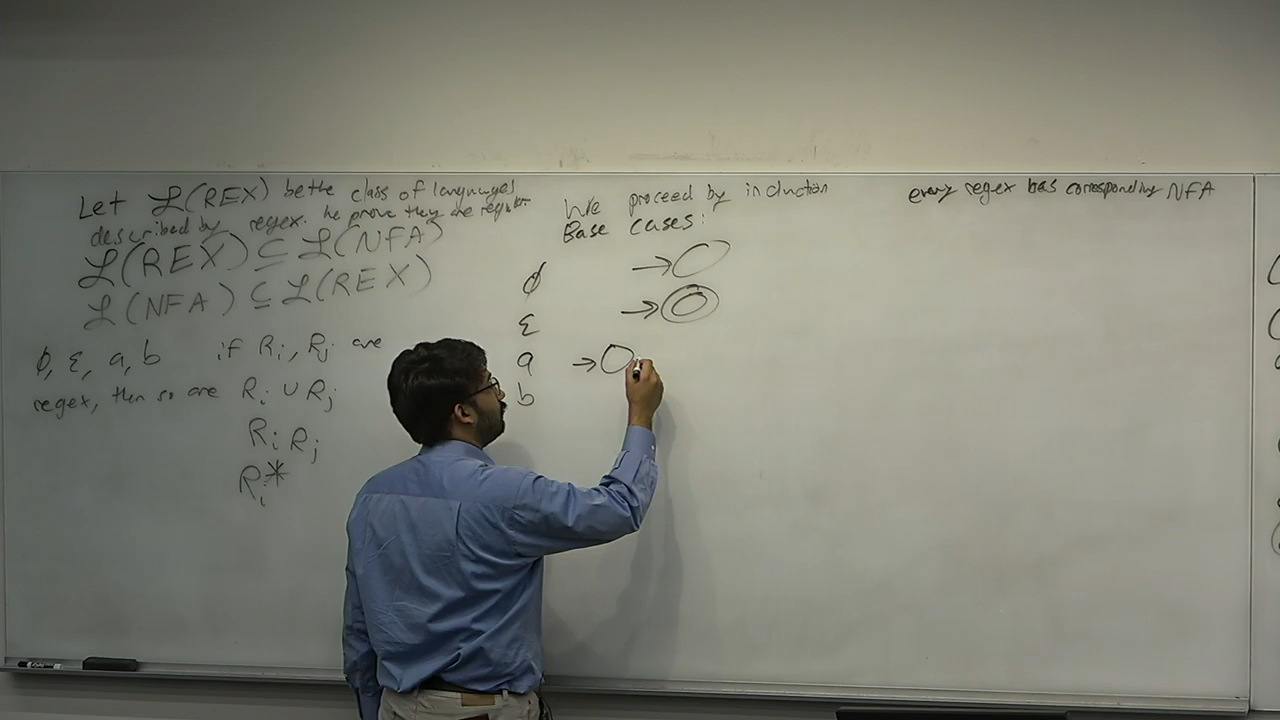 Let ℒ(REX) be the class of languages
described by regex. We prove they are regular
ℒ(REX) ⊆ ℒ(NFA)
ℒ(NFA) ⊆ ℒ(REX)
ϕ, ε, a, b if Ri, Rj are
regex, then so are Ri ∪ Rj
Ri Rj
Ri*
We proceed by induction
Base cases:
ϕ →
ε →
a →
b
every regex has corresponding NFA